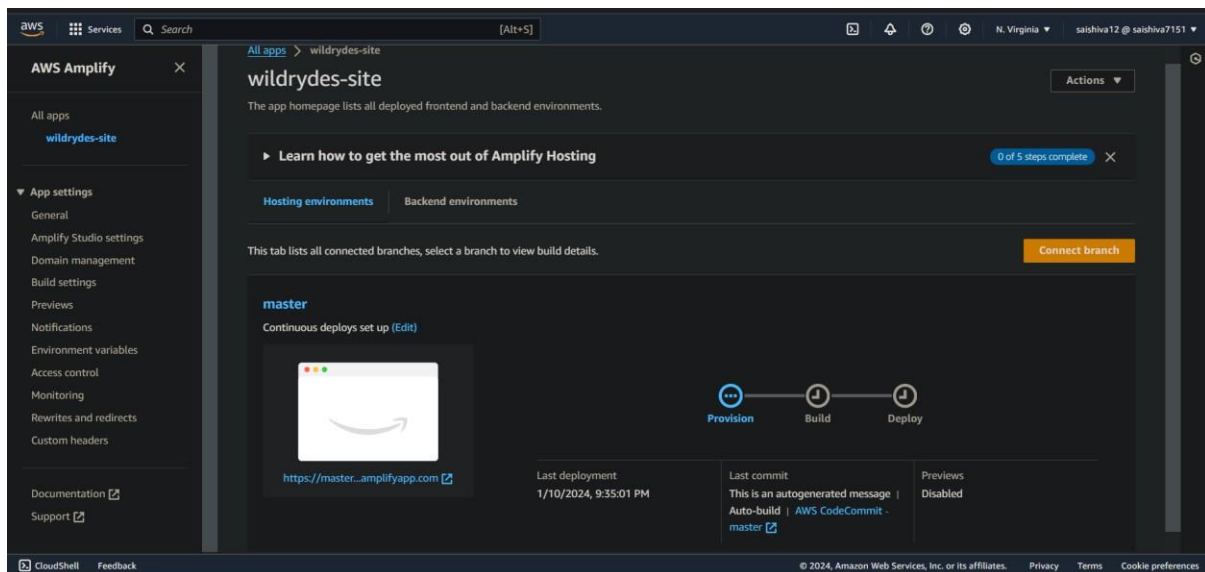 aws
Services
Search
[Alt+S]
N. Virginia ▼
saishiva12 @ saishiva7151 ▼
AWS Amplify
All apps
wildrydes-site
App settings
General
Amplify Studio settings
Domain management
Build settings
Previews
Notifications
Environment variables
Access control
Monitoring
Rewrites and redirects
Custom headers
Documentation
Support
All apps > wildrydes-site
wildrydes-site
Actions ▼
The app homepage lists all deployed frontend and backend environments.
Learn how to get the most out of Amplify Hosting
0 of 5 steps complete
Hosting environments
Backend environments
This tab lists all connected branches, select a branch to view build details.
Connect branch
master
Continuous deploys set up (Edit)
https://master...amplifyapp.com
Provision
Build
Deploy
Last deployment
1/10/2024, 9:35:01 PM
Last commit
This is an autogenerated message |
Auto-build | AWS CodeCommit -
master
Previews
Disabled
CloudShell
Feedback
© 2024, Amazon Web Services, Inc. or its affiliates.
Privacy
Terms
Cookie preferences